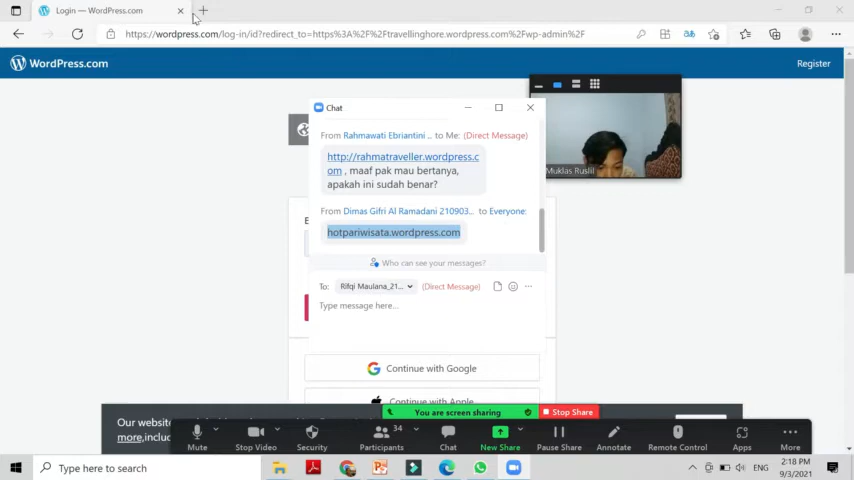 Login — WordPress.com
https://wordpress.com/log-in/id?redirect_to=https%3A%2F%2Ftravellinghore.wordpress.com%2Fwp-admin%2F
WordPress.com
Register
Chat
From Rahmawati Ebriantini .. to Me: (Direct Message)
http://rahmatraveller.wordpress.c
om , maaf pak mau bertanya,
apakah ini sudah benar?
From Dimas Gifri Al Ramadani 210903... to Everyone:
hotpariwisata.wordpress.com
Who can see your messages?
To: Rifqi Maulana_21... (Direct Message)
Type message here...
Muklas Ruslil
E
Continue with Google
Continue with Apple
You are screen sharing
Stop Share
Our website
more, inclu
34
Mute
Stop Video
Security
Participants
Chat
New Share
Pause Share
Annotate
Remote Control
Apps
More
Type here to search
ENG
2:18 PM
9/3/2021